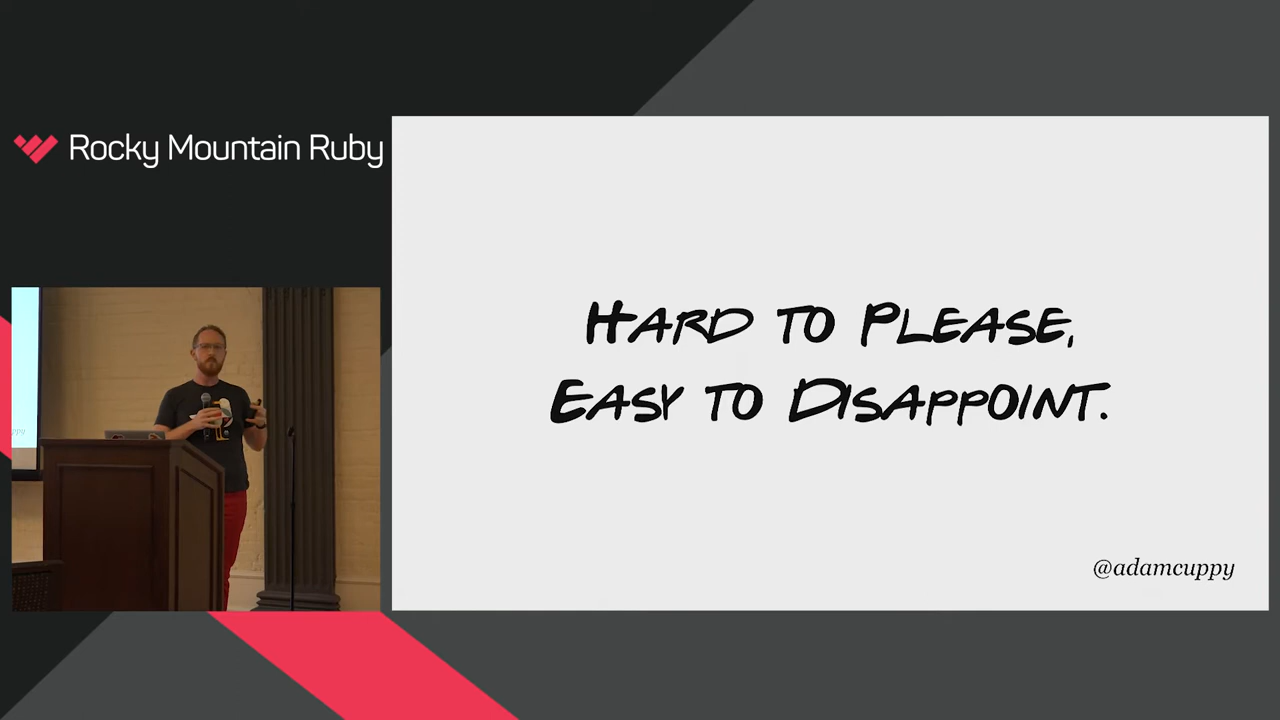 Rocky Mountain Ruby
Hard to Please,
Easy to Disappoint.
@adamcuppy